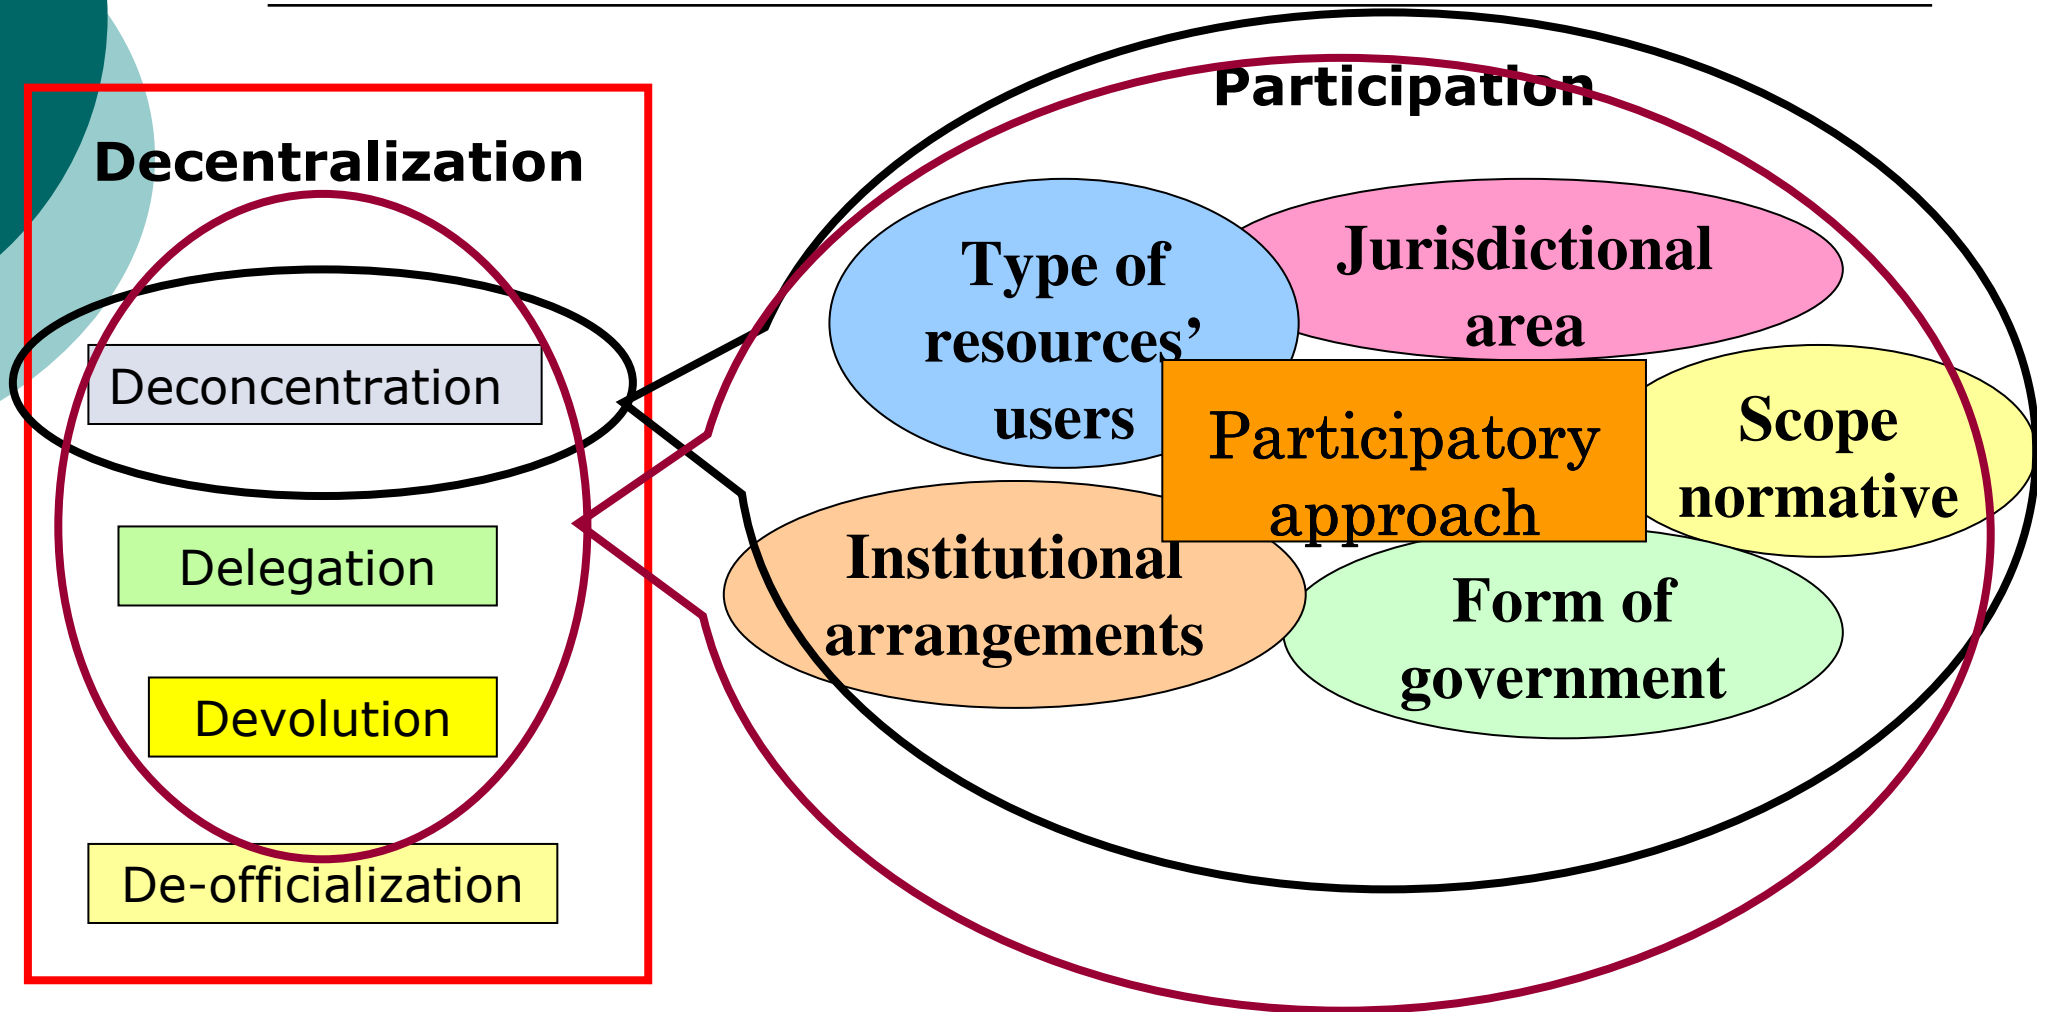 Participation
Decentralization
Deconcentration
Delegation
Devolution
De-officialization
Type of
resources’
users
Jurisdictional
area
Scope
normative
Participatory
approach
Institutional
arrangements
Form of
government